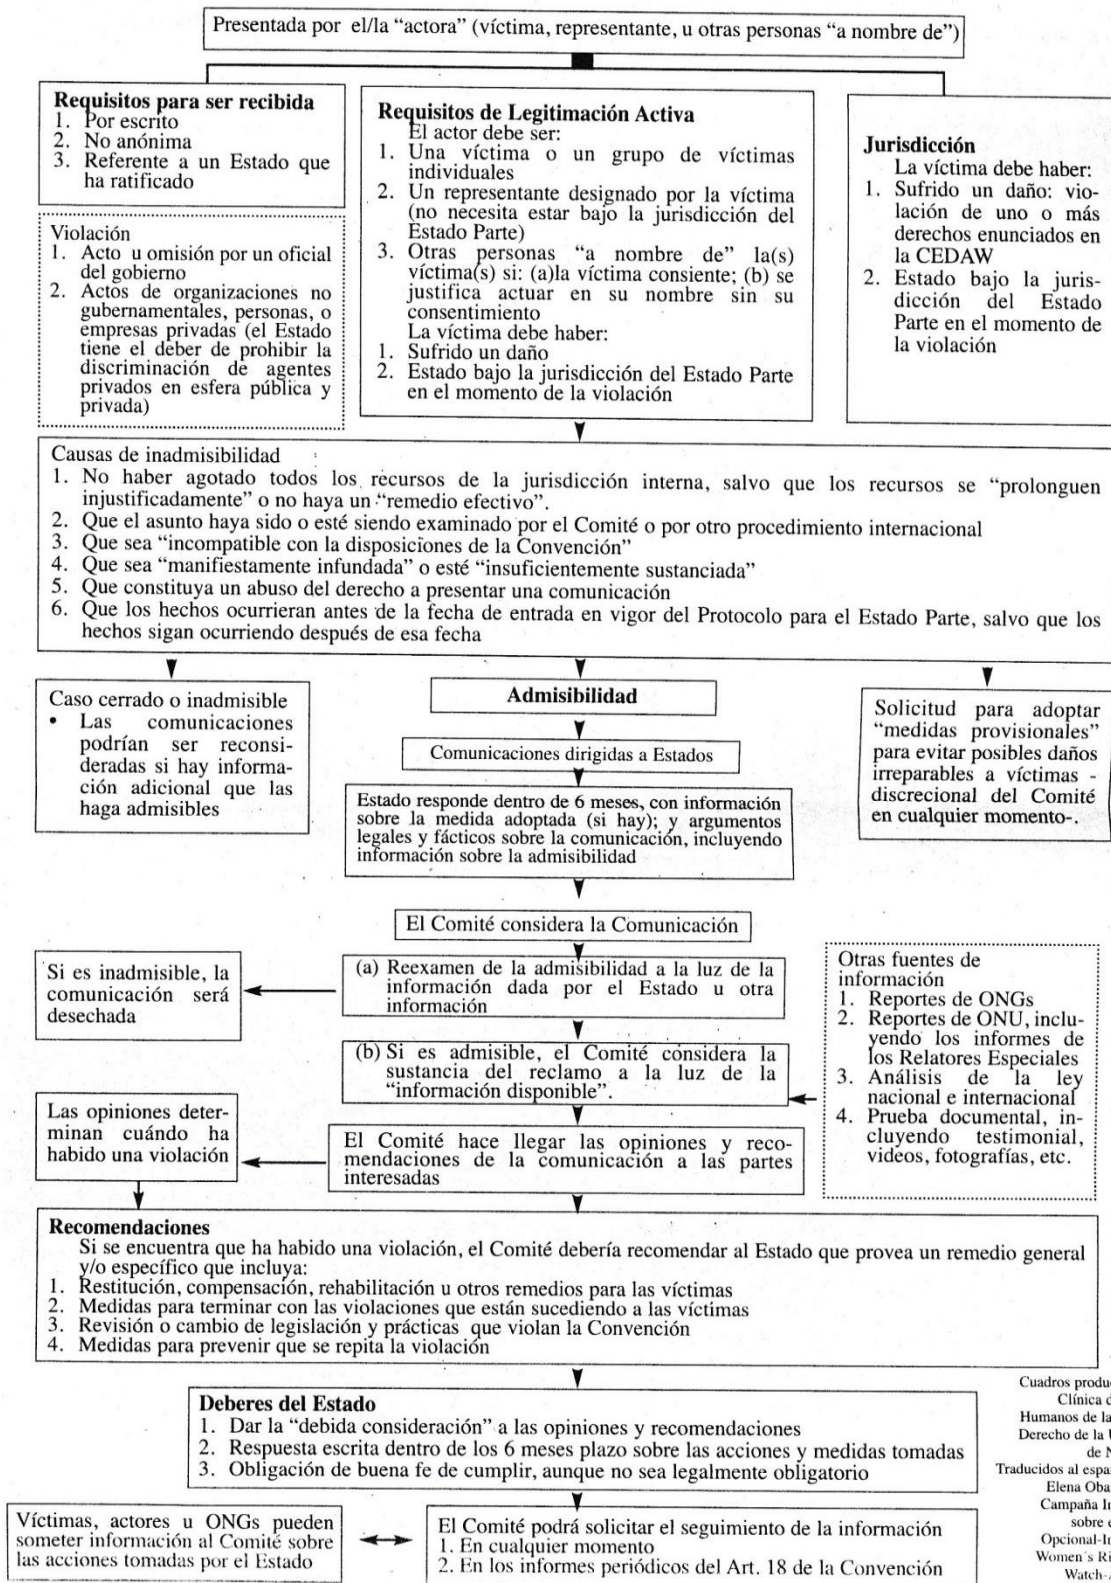 Presentada por el/la “actora” (víctima, representante, u otras personas “a nombre de”)
Requisitos para ser recibida
1. Por escrito
2. No anónima
3. Referente a un Estado que
ha ratificado
Violación
1. Acto u omisión por un oficial
del gobierno
2. Actos de organizaciones no
gubernamentales, personas, o
empresas privadas (el Estado
tiene el deber de prohibir la
discriminación de agentes
privados en esfera pública y
privada)
Requisitos de Legitimación Activa
El actor debe ser:
1. Una víctima o un grupo de víctimas
individuales
2. Un representante designado por la víctima
(no necesita estar bajo la jurisdicción del
Estado Parte)
3. Otras personas “a nombre de” la(s)
víctima(s) si: (a)la víctima consiente; (b) se
justifica actuar en su nombre sin su
consentimiento
La víctima debe haber:
1. Sufrido un daño
2. Estado bajo la jurisdicción del Estado Parte
en el momento de la violación
Jurisdicción
La víctima debe haber:
1. Sufrido un daño: vio-
lación de uno o más
derechos enunciados en
la CEDAW
2. Estado bajo la juris-
dicción del Estado
Parte en el momento de
la violación
Causas de inadmisibilidad
1. No haber agotado todos los recursos de la jurisdicción interna, salvo que los recursos se “prolonguen
injustificadamente” o no haya un “remedio efectivo”.
2. Que el asunto haya sido o esté siendo examinado por el Comité o por otro procedimiento internacional
3. Que sea “incompatible con la disposiciones de la Convención”
4. Que sea “manifiestamente infundada” o esté “insuficientemente sustanciada”
5. Que constituya un abuso del derecho a presentar una comunicación
6. Que los hechos ocurrieran antes de la fecha de entrada en vigor del Protocolo para el Estado Parte, salvo que los
hechos sigan ocurriendo después de esa fecha
Caso cerrado o inadmisible
• Las comunicaciones
podrían ser reconsi-
deradas si hay informa-
ción adicional que las
haga admisibles
Admisibilidad
Comunicaciones dirigidas a Estados
Estado responde dentro de 6 meses, con información
sobre la medida adoptada (si hay); y argumentos
legales y fácticos sobre la comunicación, incluyendo
información sobre la admisibilidad
Solicitud para adoptar
“medidas provisionales”
para evitar posibles daños
irreparables a víctimas -
discrecional del Comité
en cualquier momento-.
El Comité considera la Comunicación
Si es inadmisible, la
comunicación será
desechada
(a) Reexamen de la admisibilidad a la luz de la
información dada por el Estado u otra
información
(b) Si es admisible, el Comité considera la
sustancia del reclamo a la luz de la
“información disponible”.
Otras fuentes de
información
1. Reportes de ONGs
2. Reportes de ONU, inclu-
yendo los informes de
los Relatores Especiales
3. Análisis de la ley
nacional e internacional
4. Prueba documental, in-
cluyendo testimonial,
videos, fotografías, etc.
Las opiniones deter-
minan cuándo ha
habido una violación
El Comité hace llegar las opiniones y reco-
mendaciones de la comunicación a las partes
interesadas
Recomendaciones
Si se encuentra que ha habido una violación, el Comité debería recomendar al Estado que provea un remedio general
y/o específico que incluya:
1. Restitución, compensación, rehabilitación u otros remedios para las víctimas
2. Medidas para terminar con las violaciones que están sucediendo a las víctimas
3. Revisión o cambio de legislación y prácticas que violan la Convención
4. Medidas para prevenir que se repita la violación
Deberes del Estado
1. Dar la “debida consideración” a las opiniones y recomendaciones
2. Respuesta escrita dentro de los 6 meses plazo sobre las acciones y medidas tomadas
3. Obligación de buena fe de cumplir, aunque no sea legalmente obligatorio
Víctimas, actores u ONGs pueden
someter información al Comité sobre
las acciones tomadas por el Estado
El Comité podrá solicitar el seguimiento de la información
1. En cualquier momento
2. En los informes periódicos del Art. 18 de la Convención
Cuadros
Clínica
Humanos de la
Derecho de la
de
Traducidos al
Elena
Campaña
sobre
Women´s
Watch-